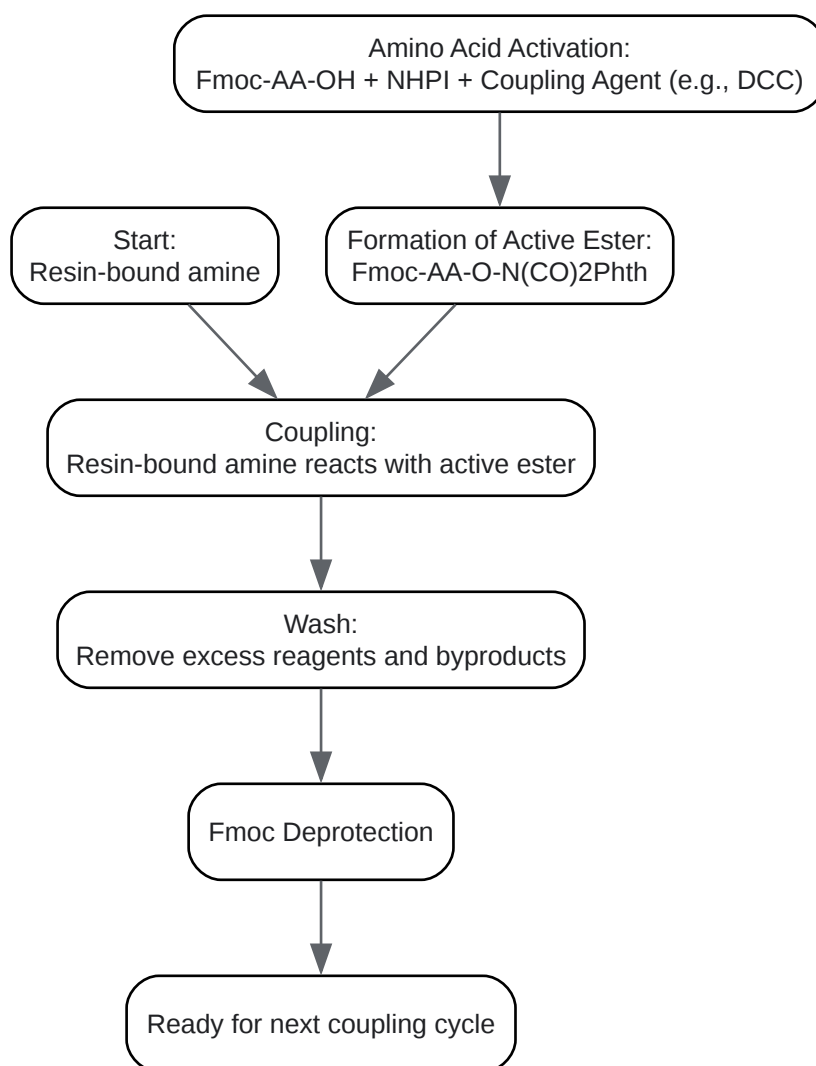 Amino Acid Activation:
Fmoc-AA-OH + NHPI + Coupling Agent (e.g., DCC)
Start:
Resin-bound amine
Formation of Active Ester:
Fmoc-AA-O-N(CO)2Phth
Coupling:
Resin-bound amine reacts with active ester
Wash:
Remove excess reagents and byproducts
Fmoc Deprotection
Ready for next coupling cycle